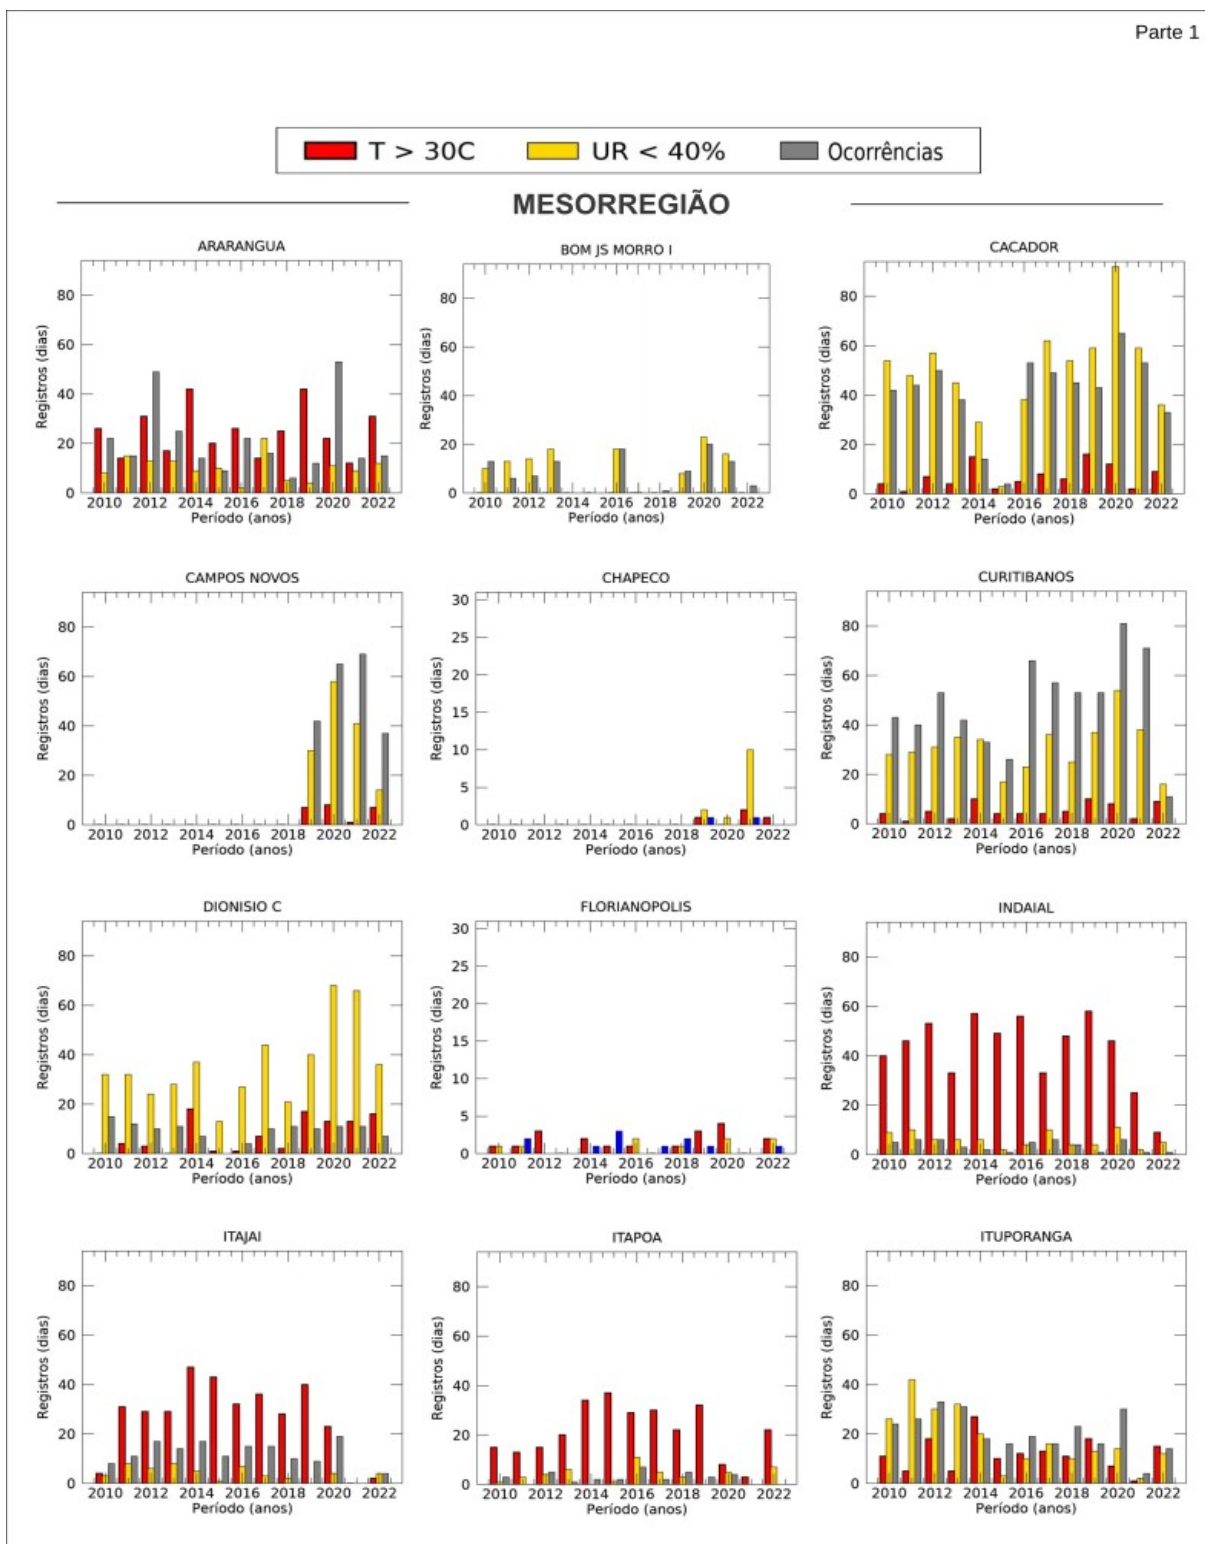 Parte 1
T > 30C UR < 40% Ocorrências
MESORREGIÃO
ARARANGUA
Registros (dias)
80
60
40
20
0
2010 2012 2014 2016 2018 2020 2022
Período (anos)
BOM JS MORRO I
Registros (dias)
80
60
40
20
0
2010 2012 2014 2016 2018 2020 2022
Período (anos)
CACADOR
Registros (dias)
80
60
40
20
0
2010 2012 2014 2016 2018 2020 2022
Período (anos)
CAMPOS NOVOS
Registros (dias)
80
60
40
20
0
2010 2012 2014 2016 2018 2020 2022
Período (anos)
CHAPECO
Registros (dias)
30
25
20
15
10
5
0
2010 2012 2014 2016 2018 2020 2022
Período (anos)
CURITIBANOS
Registros (dias)
80
60
40
20
0
2010 2012 2014 2016 2018 2020 2022
Período (anos)
DIONISIO C
Registros (dias)
80
60
40
20
0
2010 2012 2014 2016 2018 2020 2022
Período (anos)
FLORIANOPOLIS
Registros (dias)
30
25
20
15
10
5
0
2010 2012 2014 2016 2018 2020 2022
Período (anos)
INDAIAL
Registros (dias)
80
60
40
20
0
2010 2012 2014 2016 2018 2020 2022
Período (anos)
ITAJAI
Registros (dias)
80
60
40
20
0
2010 2012 2014 2016 2018 2020 2022
Período (anos)
ITAPOA
Registros (dias)
80
60
40
20
0
2010 2012 2014 2016 2018 2020 2022
Período (anos)
ITUPORANGA
Registros (dias)
80
60
40
20
0
2010 2012 2014 2016 2018 2020 2022
Período (anos)